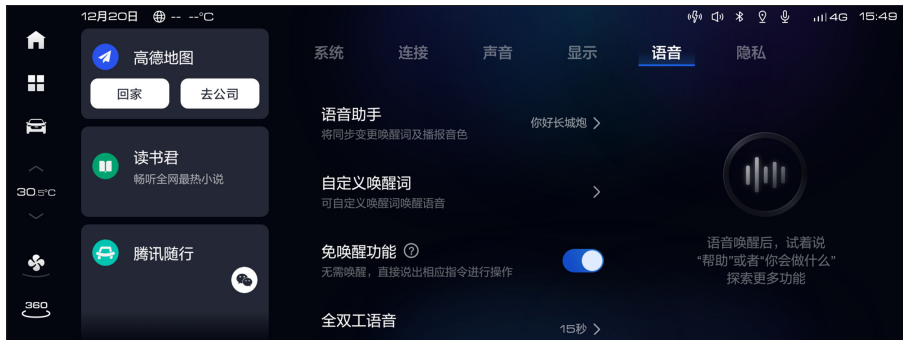 12月20日 -- --°C
4G 15:49
高德地图
回家 去公司
读书君
畅听全网最热小说
腾讯随行
30.5°C
360
系统 连接 声音 显示 语音 隐私
语音助手
将同步变更唤醒词及播报音色
你好长城炮
自定义唤醒词
可自定义唤醒词唤醒语音
免唤醒功能
无需唤醒，直接说出相应指令进行操作
全双工语音
15秒
语音唤醒后，试着说
“帮助”或者“你会做什么”
探索更多功能